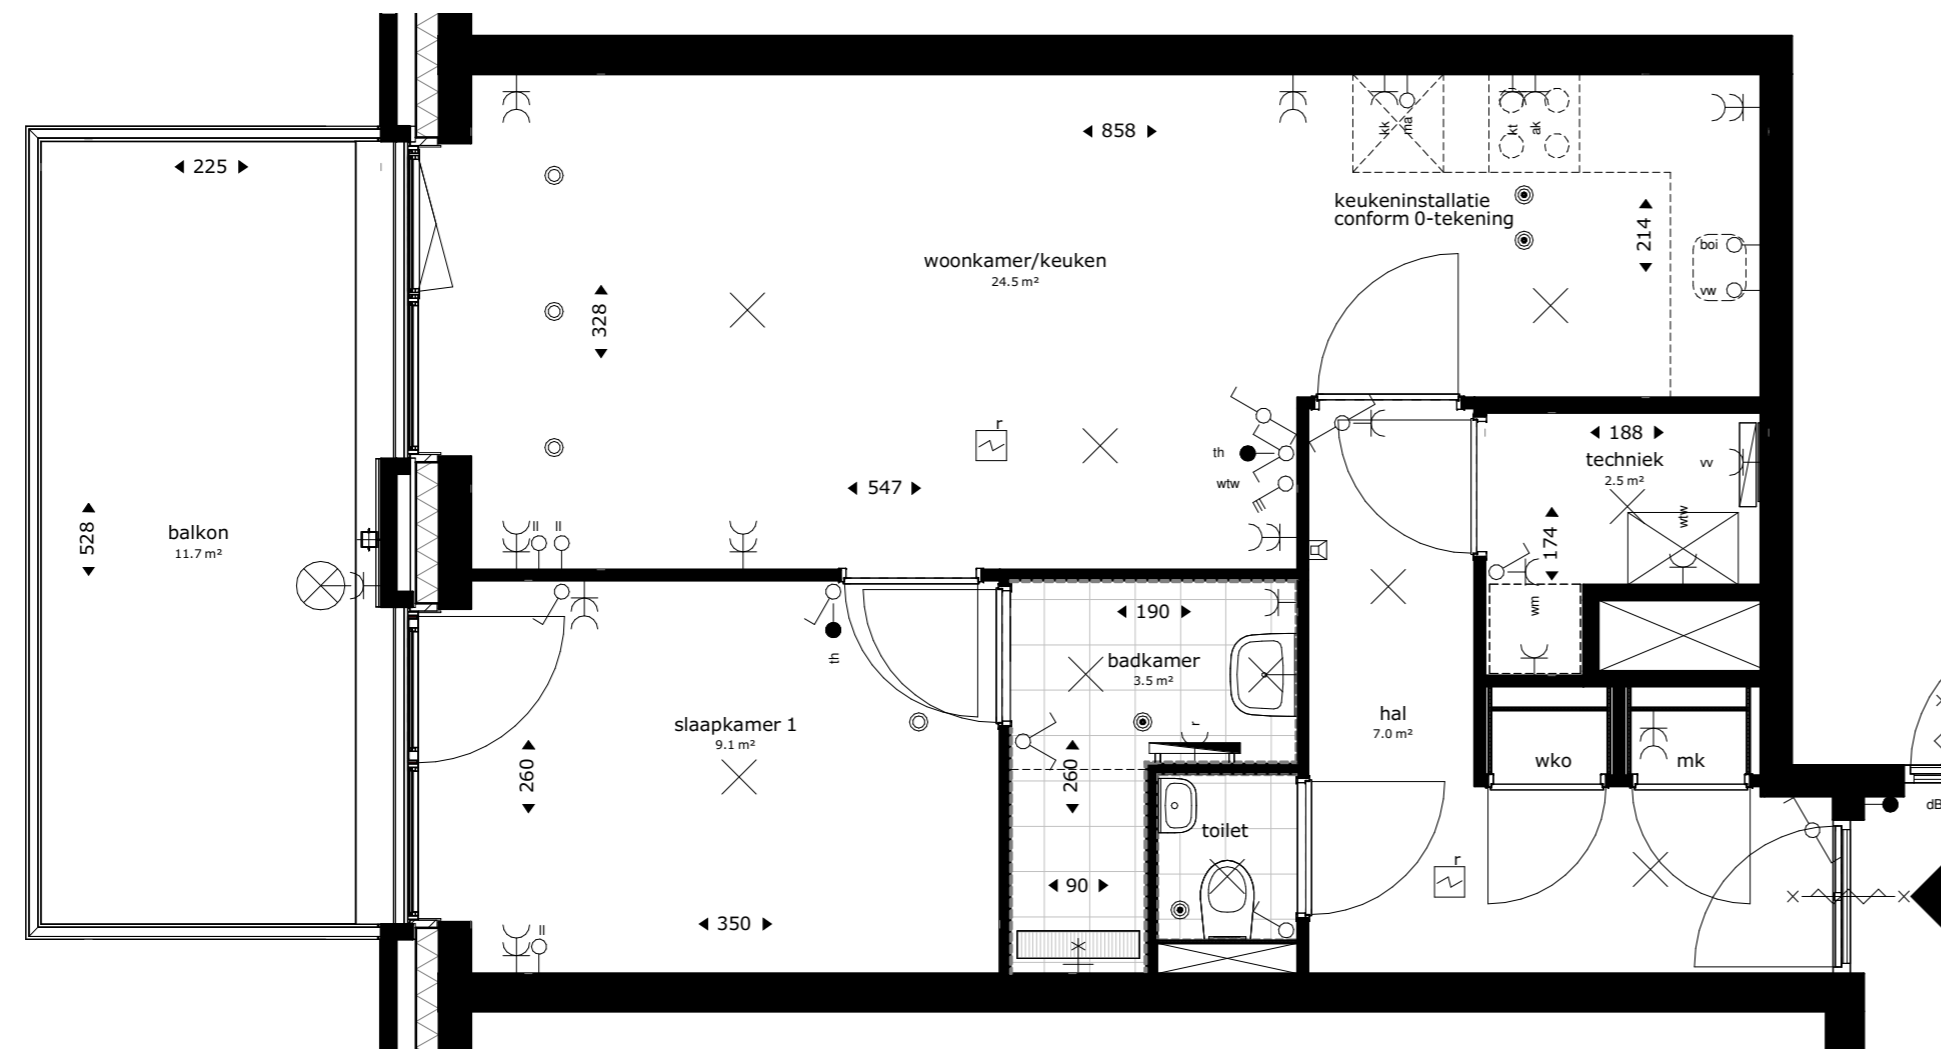 858
kk
ma
kt
ak
225
keukeninstallatie
conform 0-tekening
214
boi
vw
woonkamer/keuken
24.5 m²
328
r
th
wtw
547
188
techniek
2.5 m²
vv
wtw
174
wm
528
balkon
11.7 m²
th
190
badkamer
3.5 m²
r
slaapkamer 1
9.1 m²
260
260
hal
7.0 m²
wko
mk
dB
toilet
r
90
350